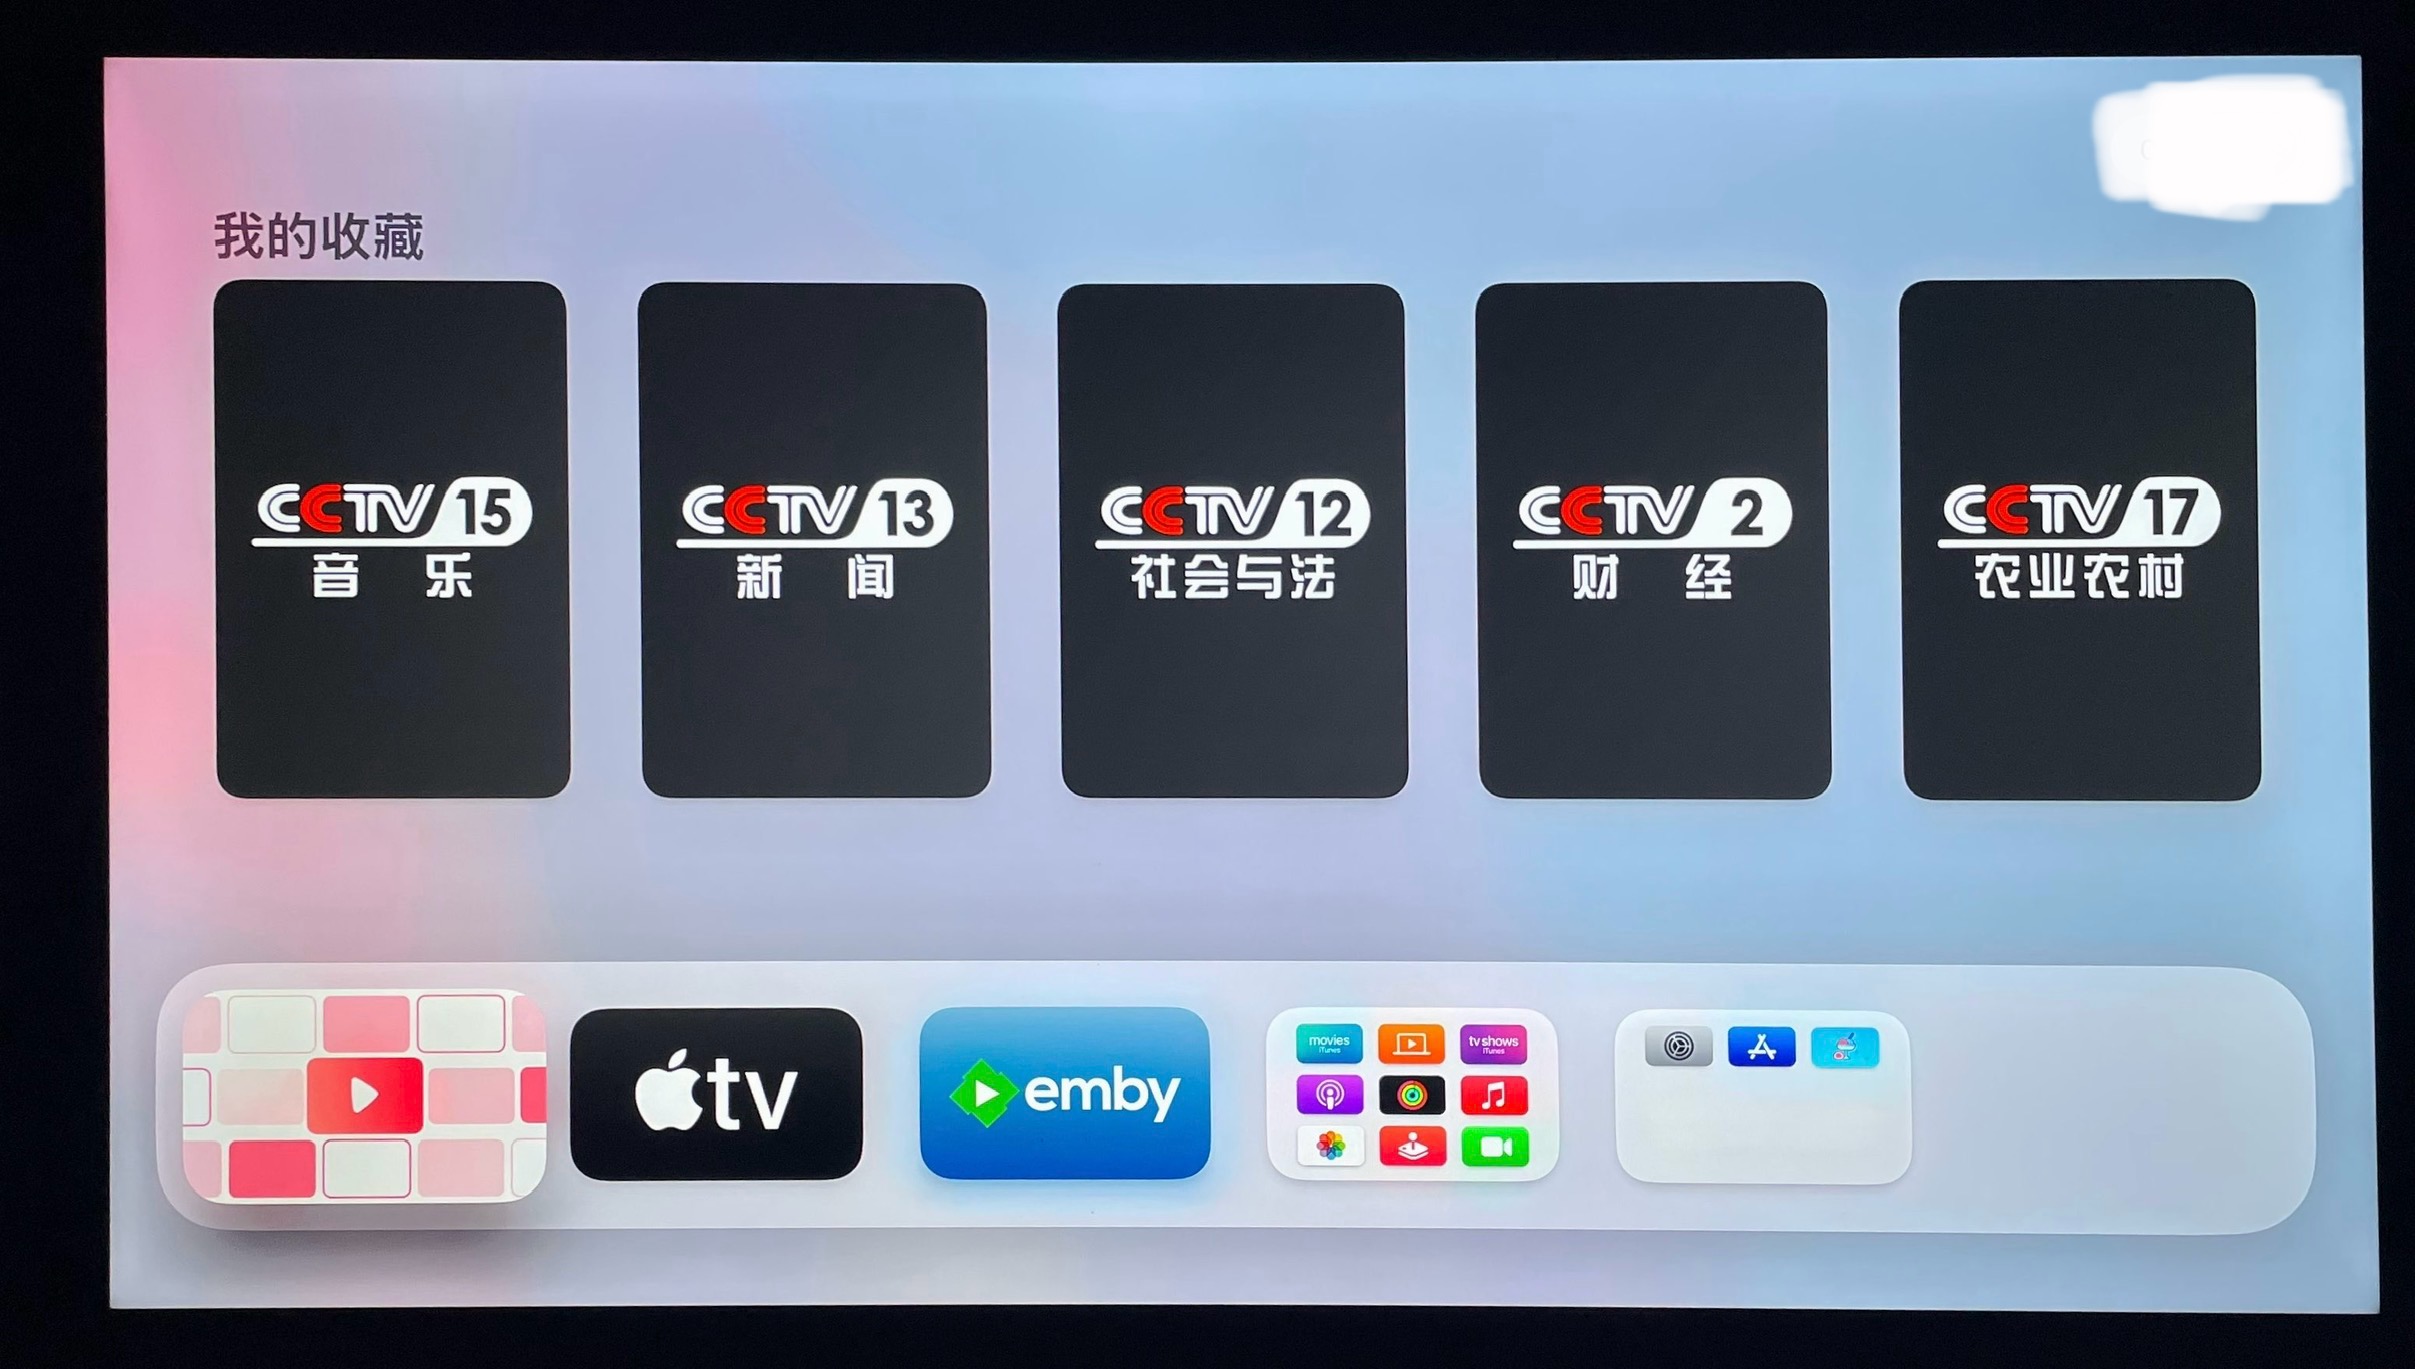 我的收藏
CCTV 15
音乐
CCTV 13
新闻
CCTV 12
社会与法
CCTV 2
财经
CCTV 17
农业农村
tv
emby
movies
iTunes
tv shows
iTunes